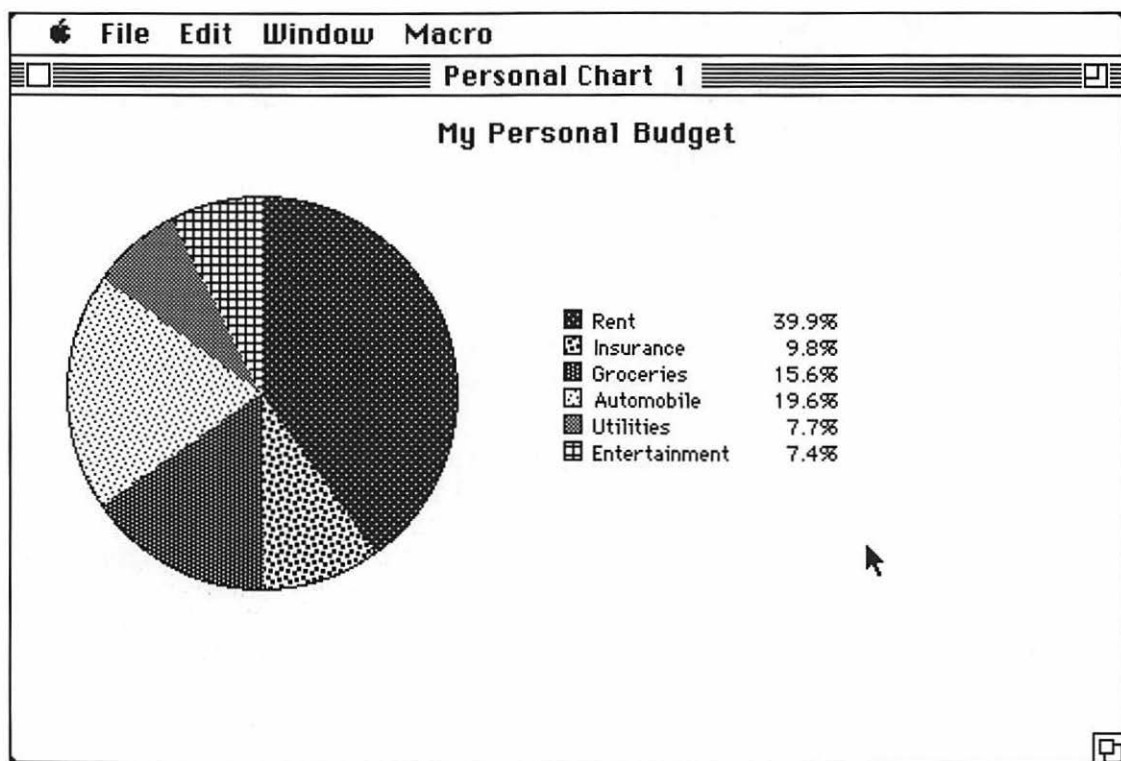 File Edit Window Macro
Personal Chart 1
My Personal Budget
Rent 39.9%
Insurance 9.8%
Groceries 15.6%
Automobile 19.6%
Utilities 7.7%
Entertainment 7.4%